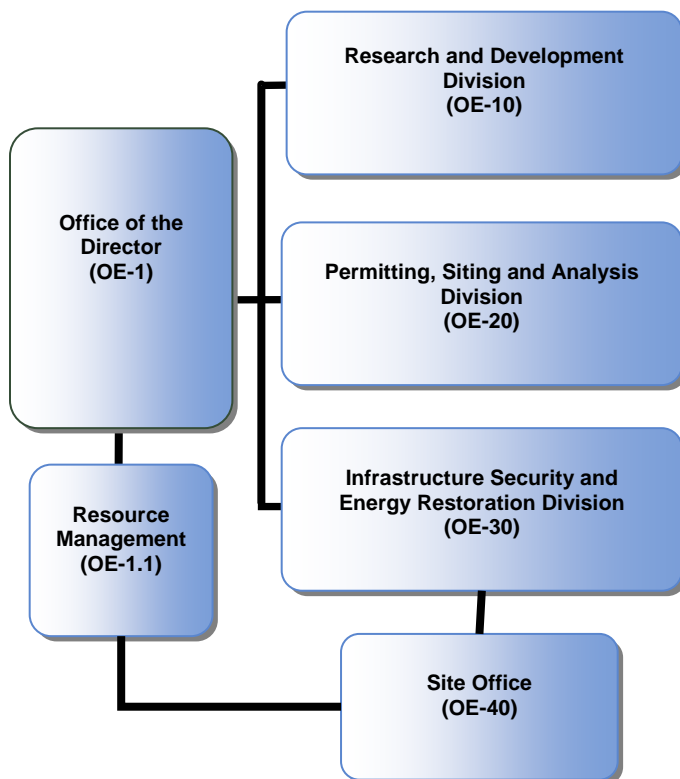 Research and Development
Division
(OE-10)
Office of the
Director
(OE-1)
Permitting, Siting and Analysis
Division
(OE-20)
Infrastructure Security and
Energy Restoration Division
(OE-30)
Resource
Management
(OE-1.1)
Site Office
(OE-40)